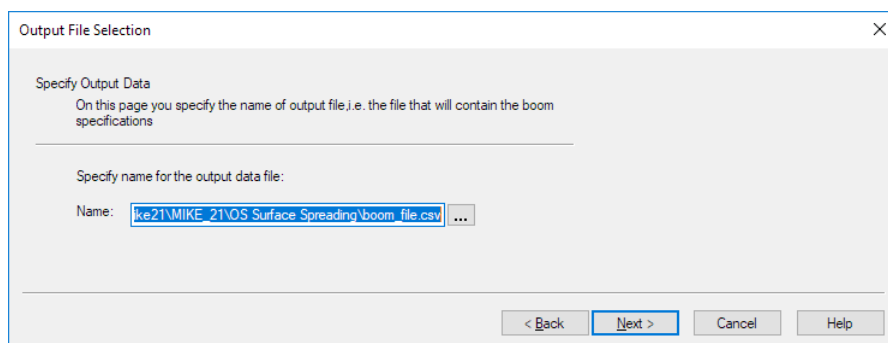 Output File Selection
Specify Output Data
On this page you specify the name of output file,i.e. the file that will contain the boom
specifications
Specify name for the output data file:
Name: ike21\MIKE_21\OS Surface Spreading\boom_file.csv ...
< Back Next > Cancel Help